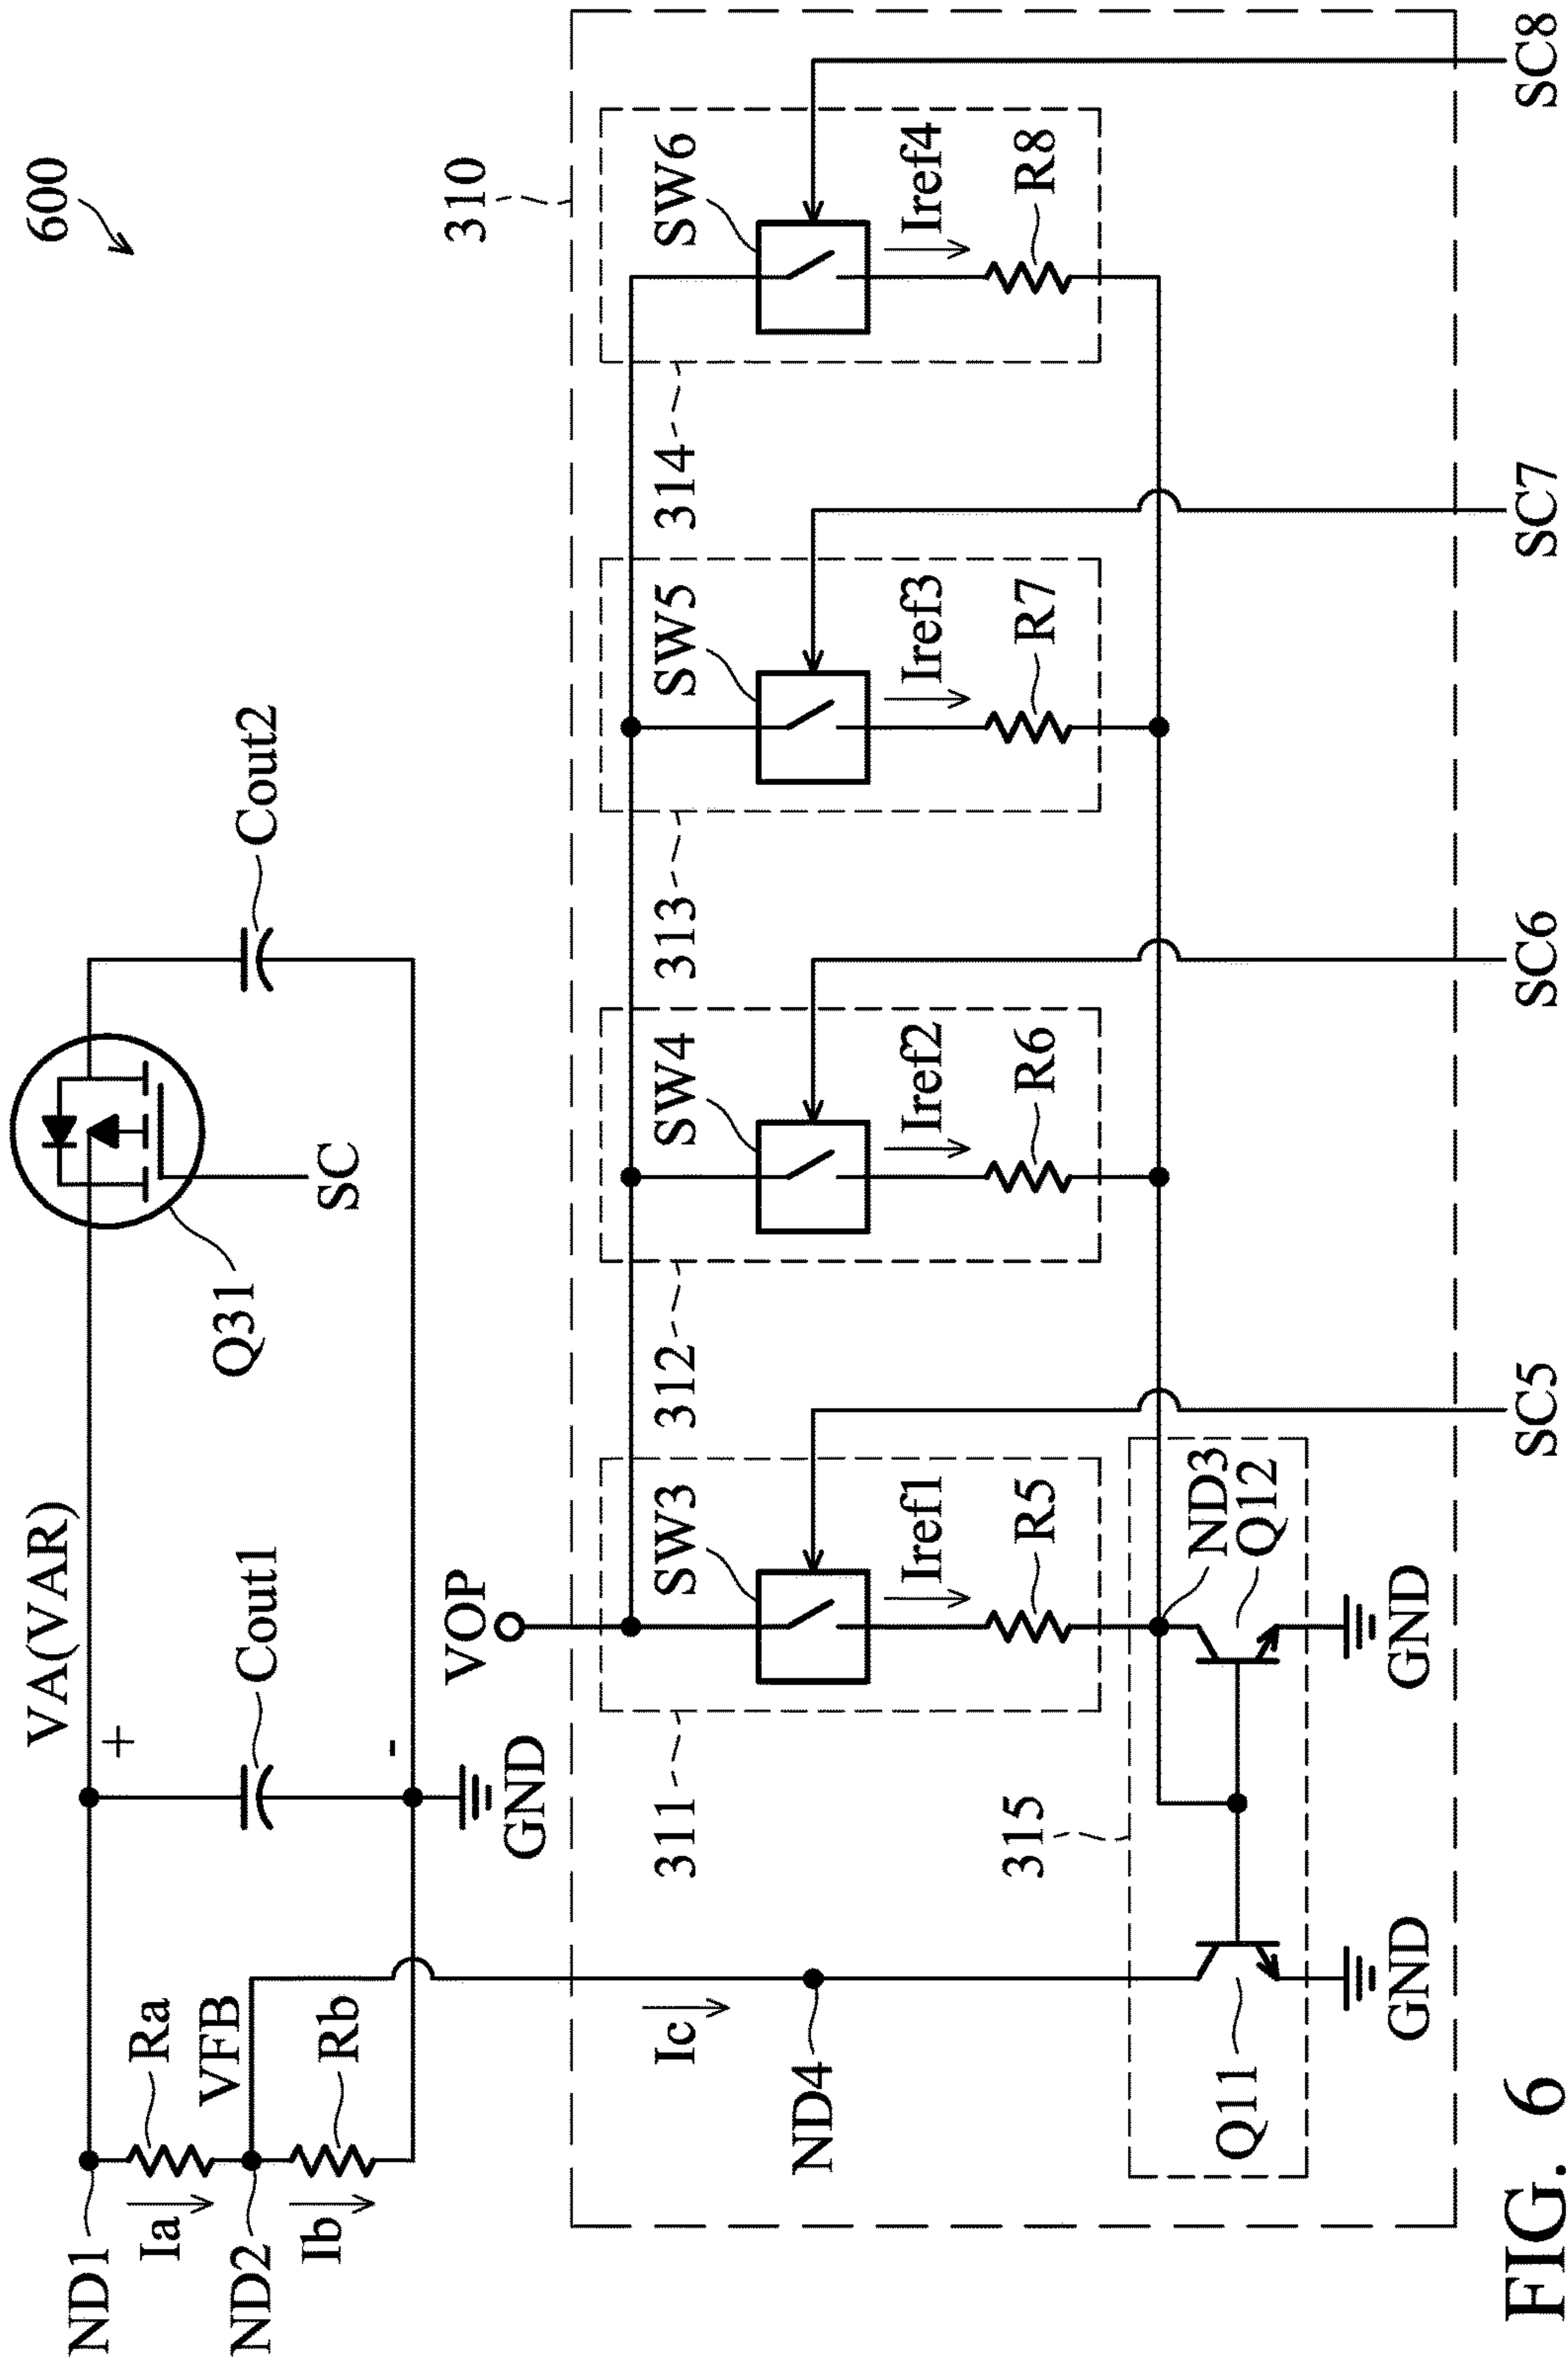 600
VA(VAR)
ND1
Ia
Ra
VFB
ND2
Ib
Rb
+
Cout1
-
GND
Q31
SC
Cout2
310
VOP
Ic
ND4
311
SW3
Iref1
R5
312
SW4
Iref2
R6
313
SW5
Iref3
R7
314
SW6
Iref4
R8
315
ND3
Q12
Q11
GND
GND
SC5
SC6
SC7
SC8
FIG. 6